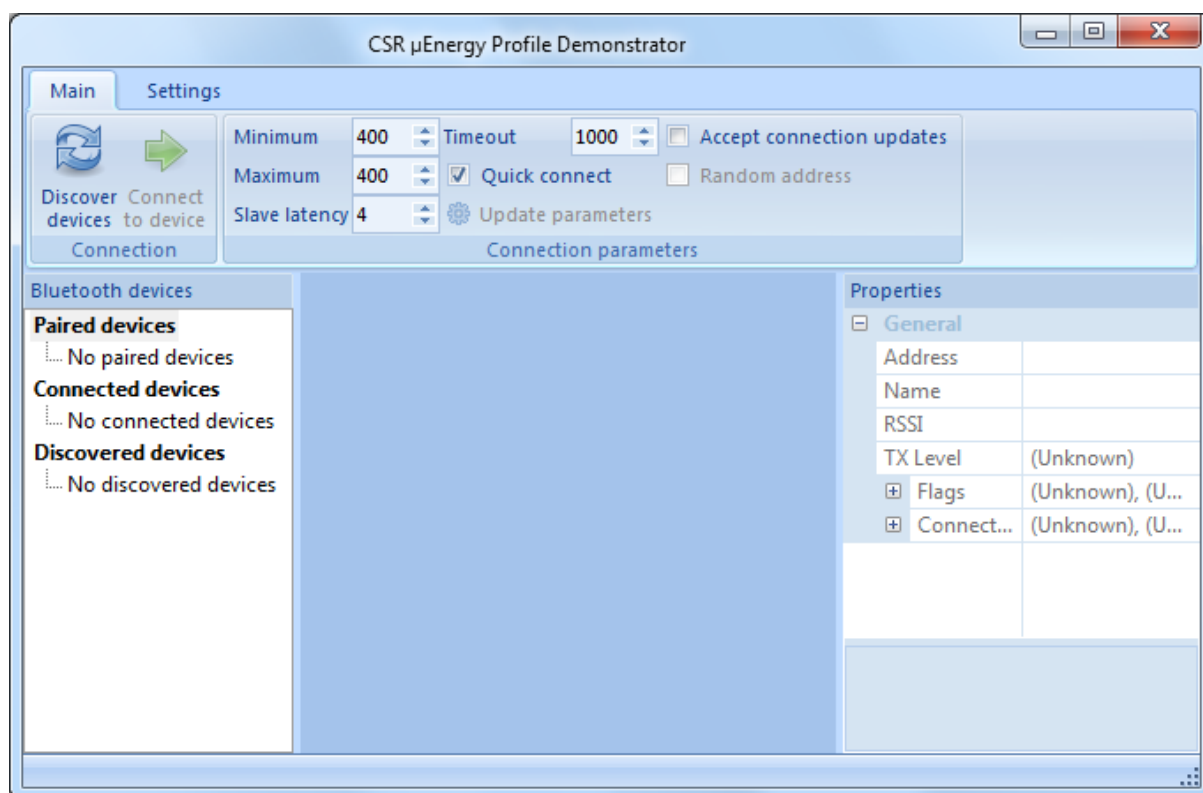 CSR µEnergy Profile Demonstrator
Main Settings
Minimum 400 Timeout 1000 Accept connection updates
Maximum 400 Quick connect Random address
Slave latency 4 Update parameters
Discover devices
Connect to device
Connection
Connection parameters
Bluetooth devices
Paired devices
No paired devices
Connected devices
No connected devices
Discovered devices
No discovered devices
Properties
General
Address
Name
RSSI
TX Level (Unknown)
Flags (Unknown), (U...
Connect... (Unknown), (U...